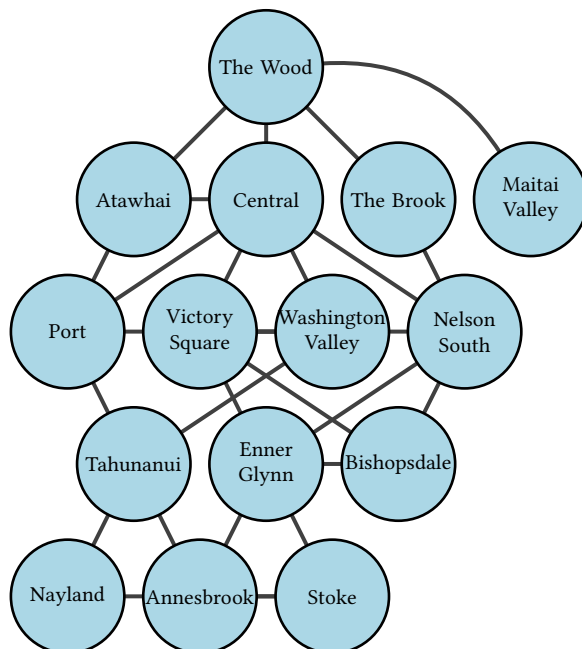 The Wood
Atawhai
Central
The Brook
Maitai
Valley
Port
Victory
Square
Washington
Valley
Nelson
South
Tahunanui
Enner
Glynn
Bishopsdale
Nayland
Annesbrook
Stoke